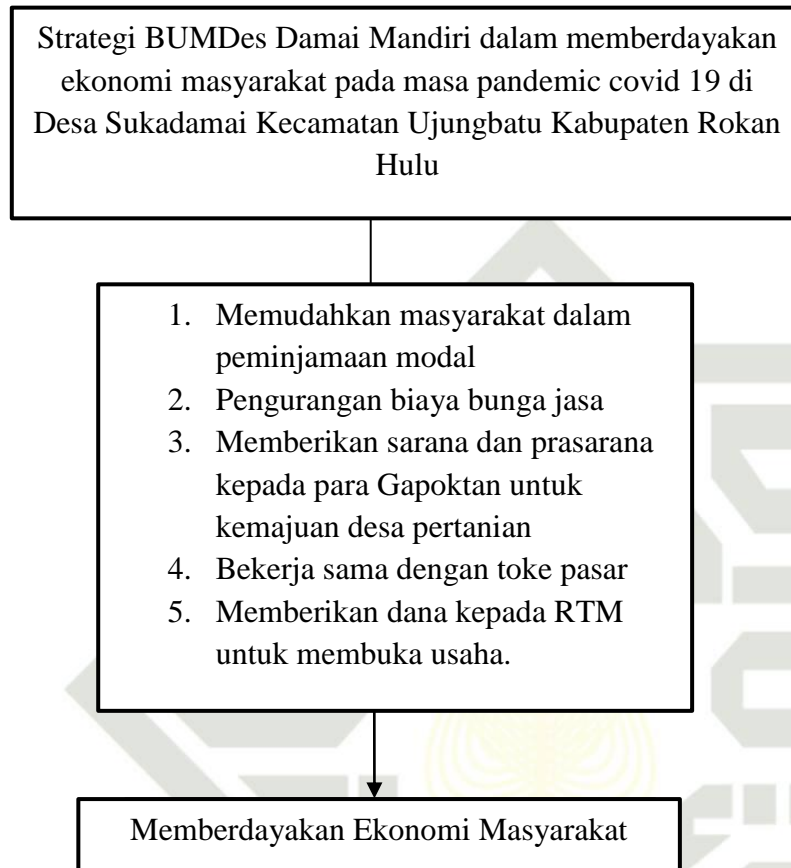 Strategi BUMDes Damai Mandiri dalam memberdayakan
ekonomi masyarakat pada masa pandemic covid 19 di
Desa Sukadamai Kecamatan Ujungbatu Kabupaten Rokan
Hulu
1. Memudahkan masyarakat dalam
peminjamaan modal
2. Pengurangan biaya bunga jasa
3. Memberikan sarana dan prasarana
kepada para Gapoktan untuk
kemajuan desa pertanian
4. Bekerja sama dengan toke pasar
5. Memberikan dana kepada RTM
untuk membuka usaha.
Memberdayakan Ekonomi Masyarakat